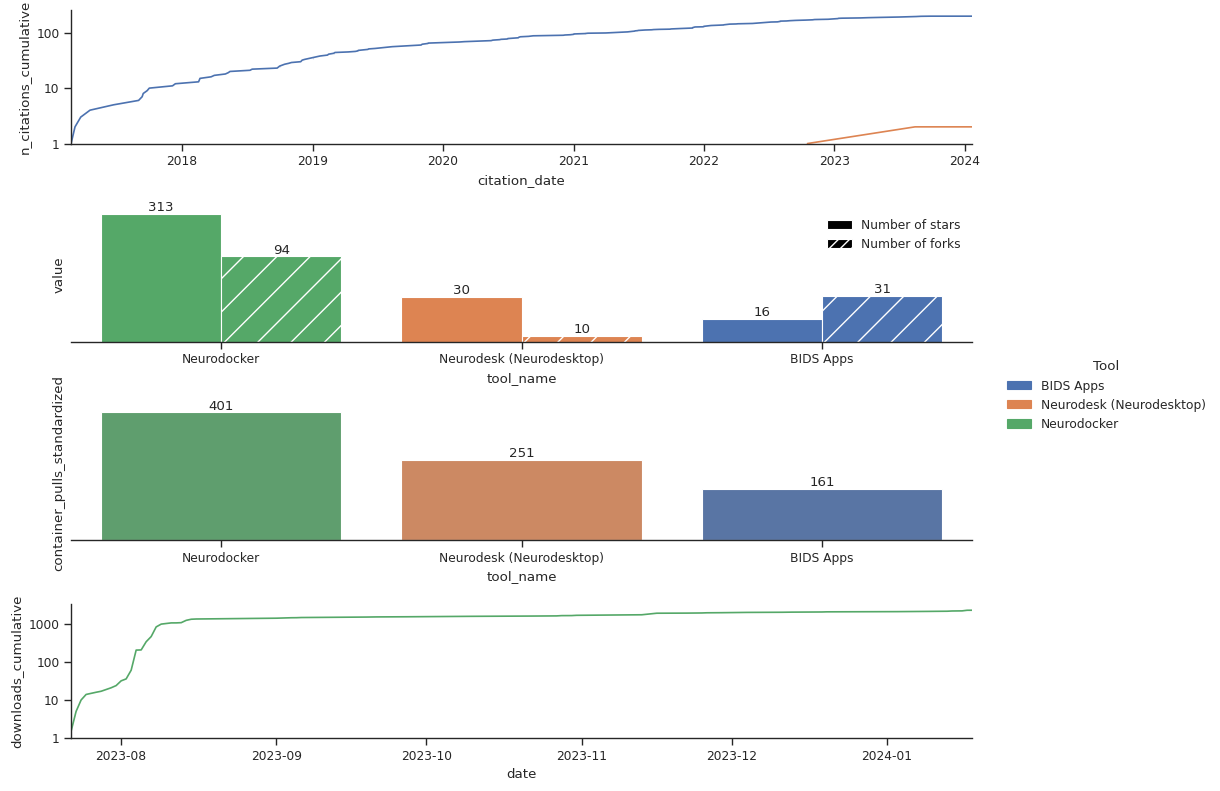 n_citations_cumulative
100
10
1
2018 2019 2020 2021 2022 2023 2024
citation_date
value
313
94
30
10
16
31
Number of stars
Number of forks
Neurodocker Neurodesk (Neurodesktop) BIDS Apps
tool_name
container_pulls_standardized
401
251
161
Neurodocker Neurodesk (Neurodesktop) BIDS Apps
tool_name
Tool
BIDS Apps
Neurodesk (Neurodesktop)
Neurodocker
downloads_cumulative
1000
100
10
1
2023-08 2023-09 2023-10 2023-11 2023-12 2024-01
date